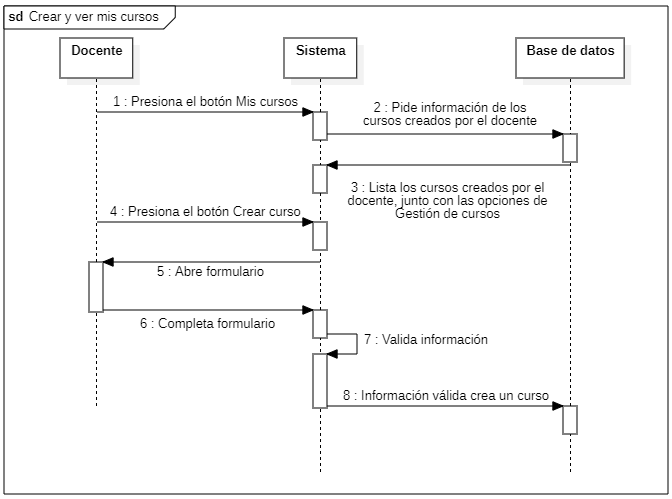 sd Crear y ver mis cursos
Docente
Sistema
Base de datos
1 : Presiona el botón Mis cursos
2 : Pide información de los
cursos creados por el docente
3 : Lista los cursos creados por el
docente, junto con las opciones de
Gestión de cursos
4 : Presiona el botón Crear curso
5 : Abre formulario
6 : Completa formulario
7 : Valida información
8 : Información válida crea un curso